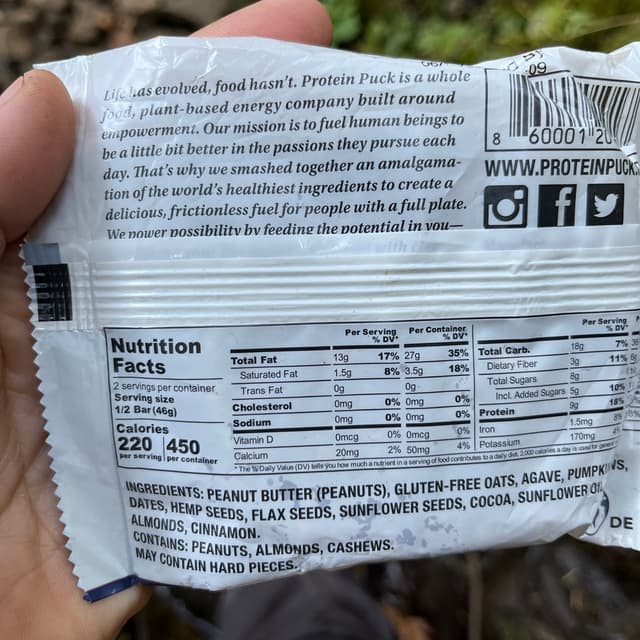 Life has evolved, food hasn't. Protein Puck is a whole
food, plant-based energy company built around
empowerment. Our mission is to fuel human beings to
be a little bit better in the passions they pursue each
day. That's why we smashed together an amalgama-
tion of the world's healthiest ingredients to create a
delicious, frictionless fuel for people with a full plate.
We power possibility by feeding the potential in you—
09
8 60001 20
WWW.PROTEINPUCK
Nutrition
Facts
2 servings per container
Serving size
1/2 Bar(46g)
Calories
220 450
per serving per container
Per Serving Per Container
% DV* % DV*
Total Fat 13g 17% 27g 35%
Saturated Fat 1.5g 8% 3.5g 18%
Trans Fat 0g 0g
Cholesterol 0mg 0% 0mg 0%
Sodium 0mg 0% 0mg 0%
Vitamin D 0mcg 0% 0mcg 0%
Calcium 20mg 2% 50mg 4%
Per Serving
% DV*
Total Carb. 18g 7%
Dietary Fiber 3g 11%
Total Sugars 8g
Incl. Added Sugars 5g 10%
Protein 9g 18%
Iron 1.5mg 8%
Potassium 170mg
*The % Daily Value (DV) tells you how much a nutrient in a serving of food contributes to a daily diet. 2,000 calories a day is used for general
INGREDIENTS: PEANUT BUTTER (PEANUTS), GLUTEN-FREE OATS, AGAVE, PUMPKINS,
DATES, HEMP SEEDS, FLAX SEEDS, SUNFLOWER SEEDS, COCOA, SUNFLOWER
ALMONDS, CINNAMON.
CONTAINS: PEANUTS, ALMONDS, CASHEWS.
MAY CONTAIN HARD PIECES.
DE